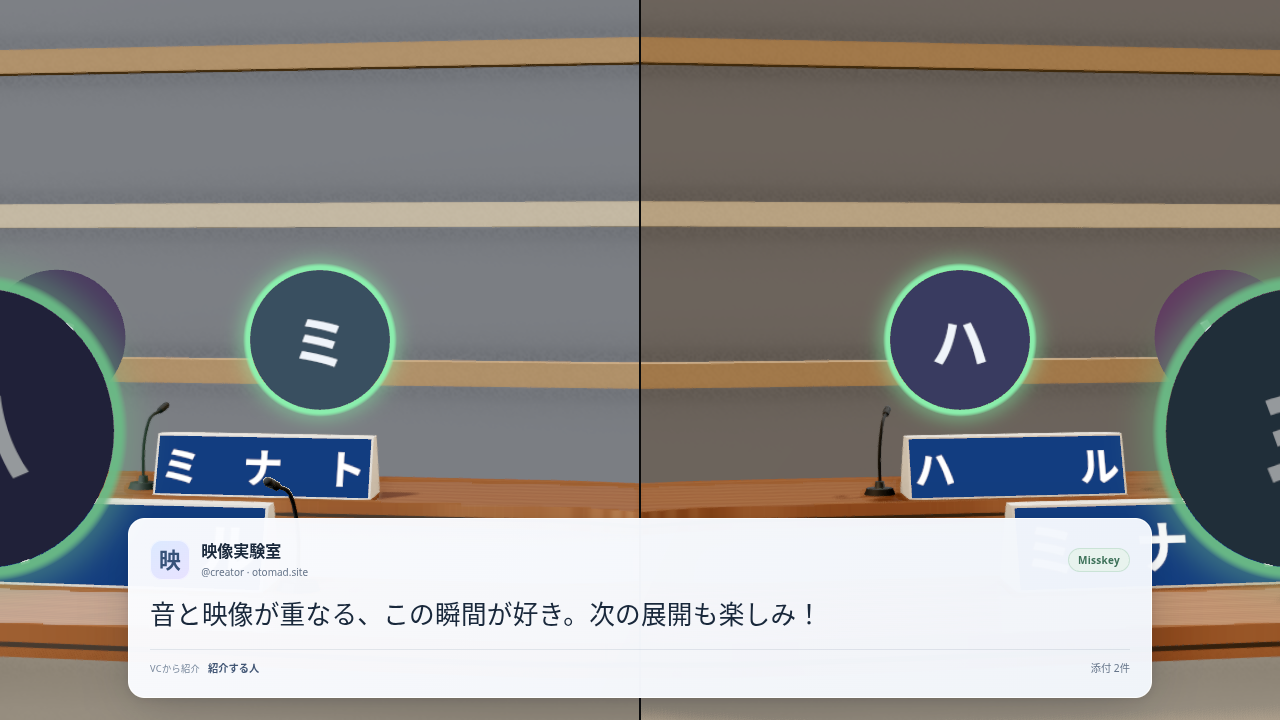 ミ
ハ
ミナト
ハル
ナ
映
映像実験室
@creator · otomad.site
Misskey
音と映像が重なる、この瞬間が好き。次の展開も楽しみ！
VCから紹介 紹介する人
添付 2件